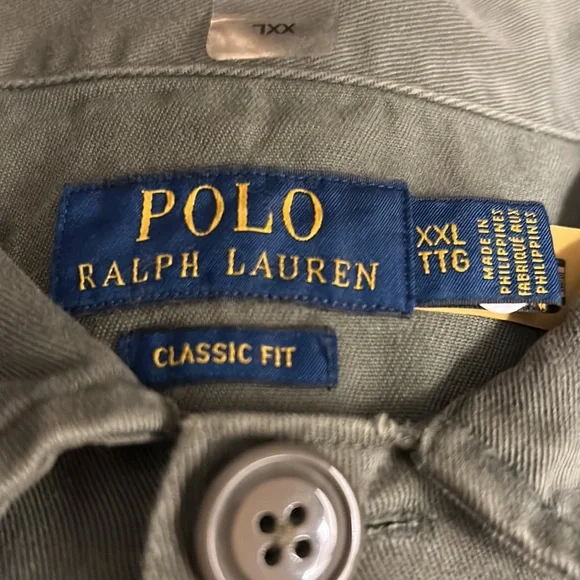 XXL
POLO
RALPH LAUREN
XXL
TTG
MADE IN
PHILIPPINES
FABRIQUÉ AUX
PHILIPPINES
CLASSIC FIT